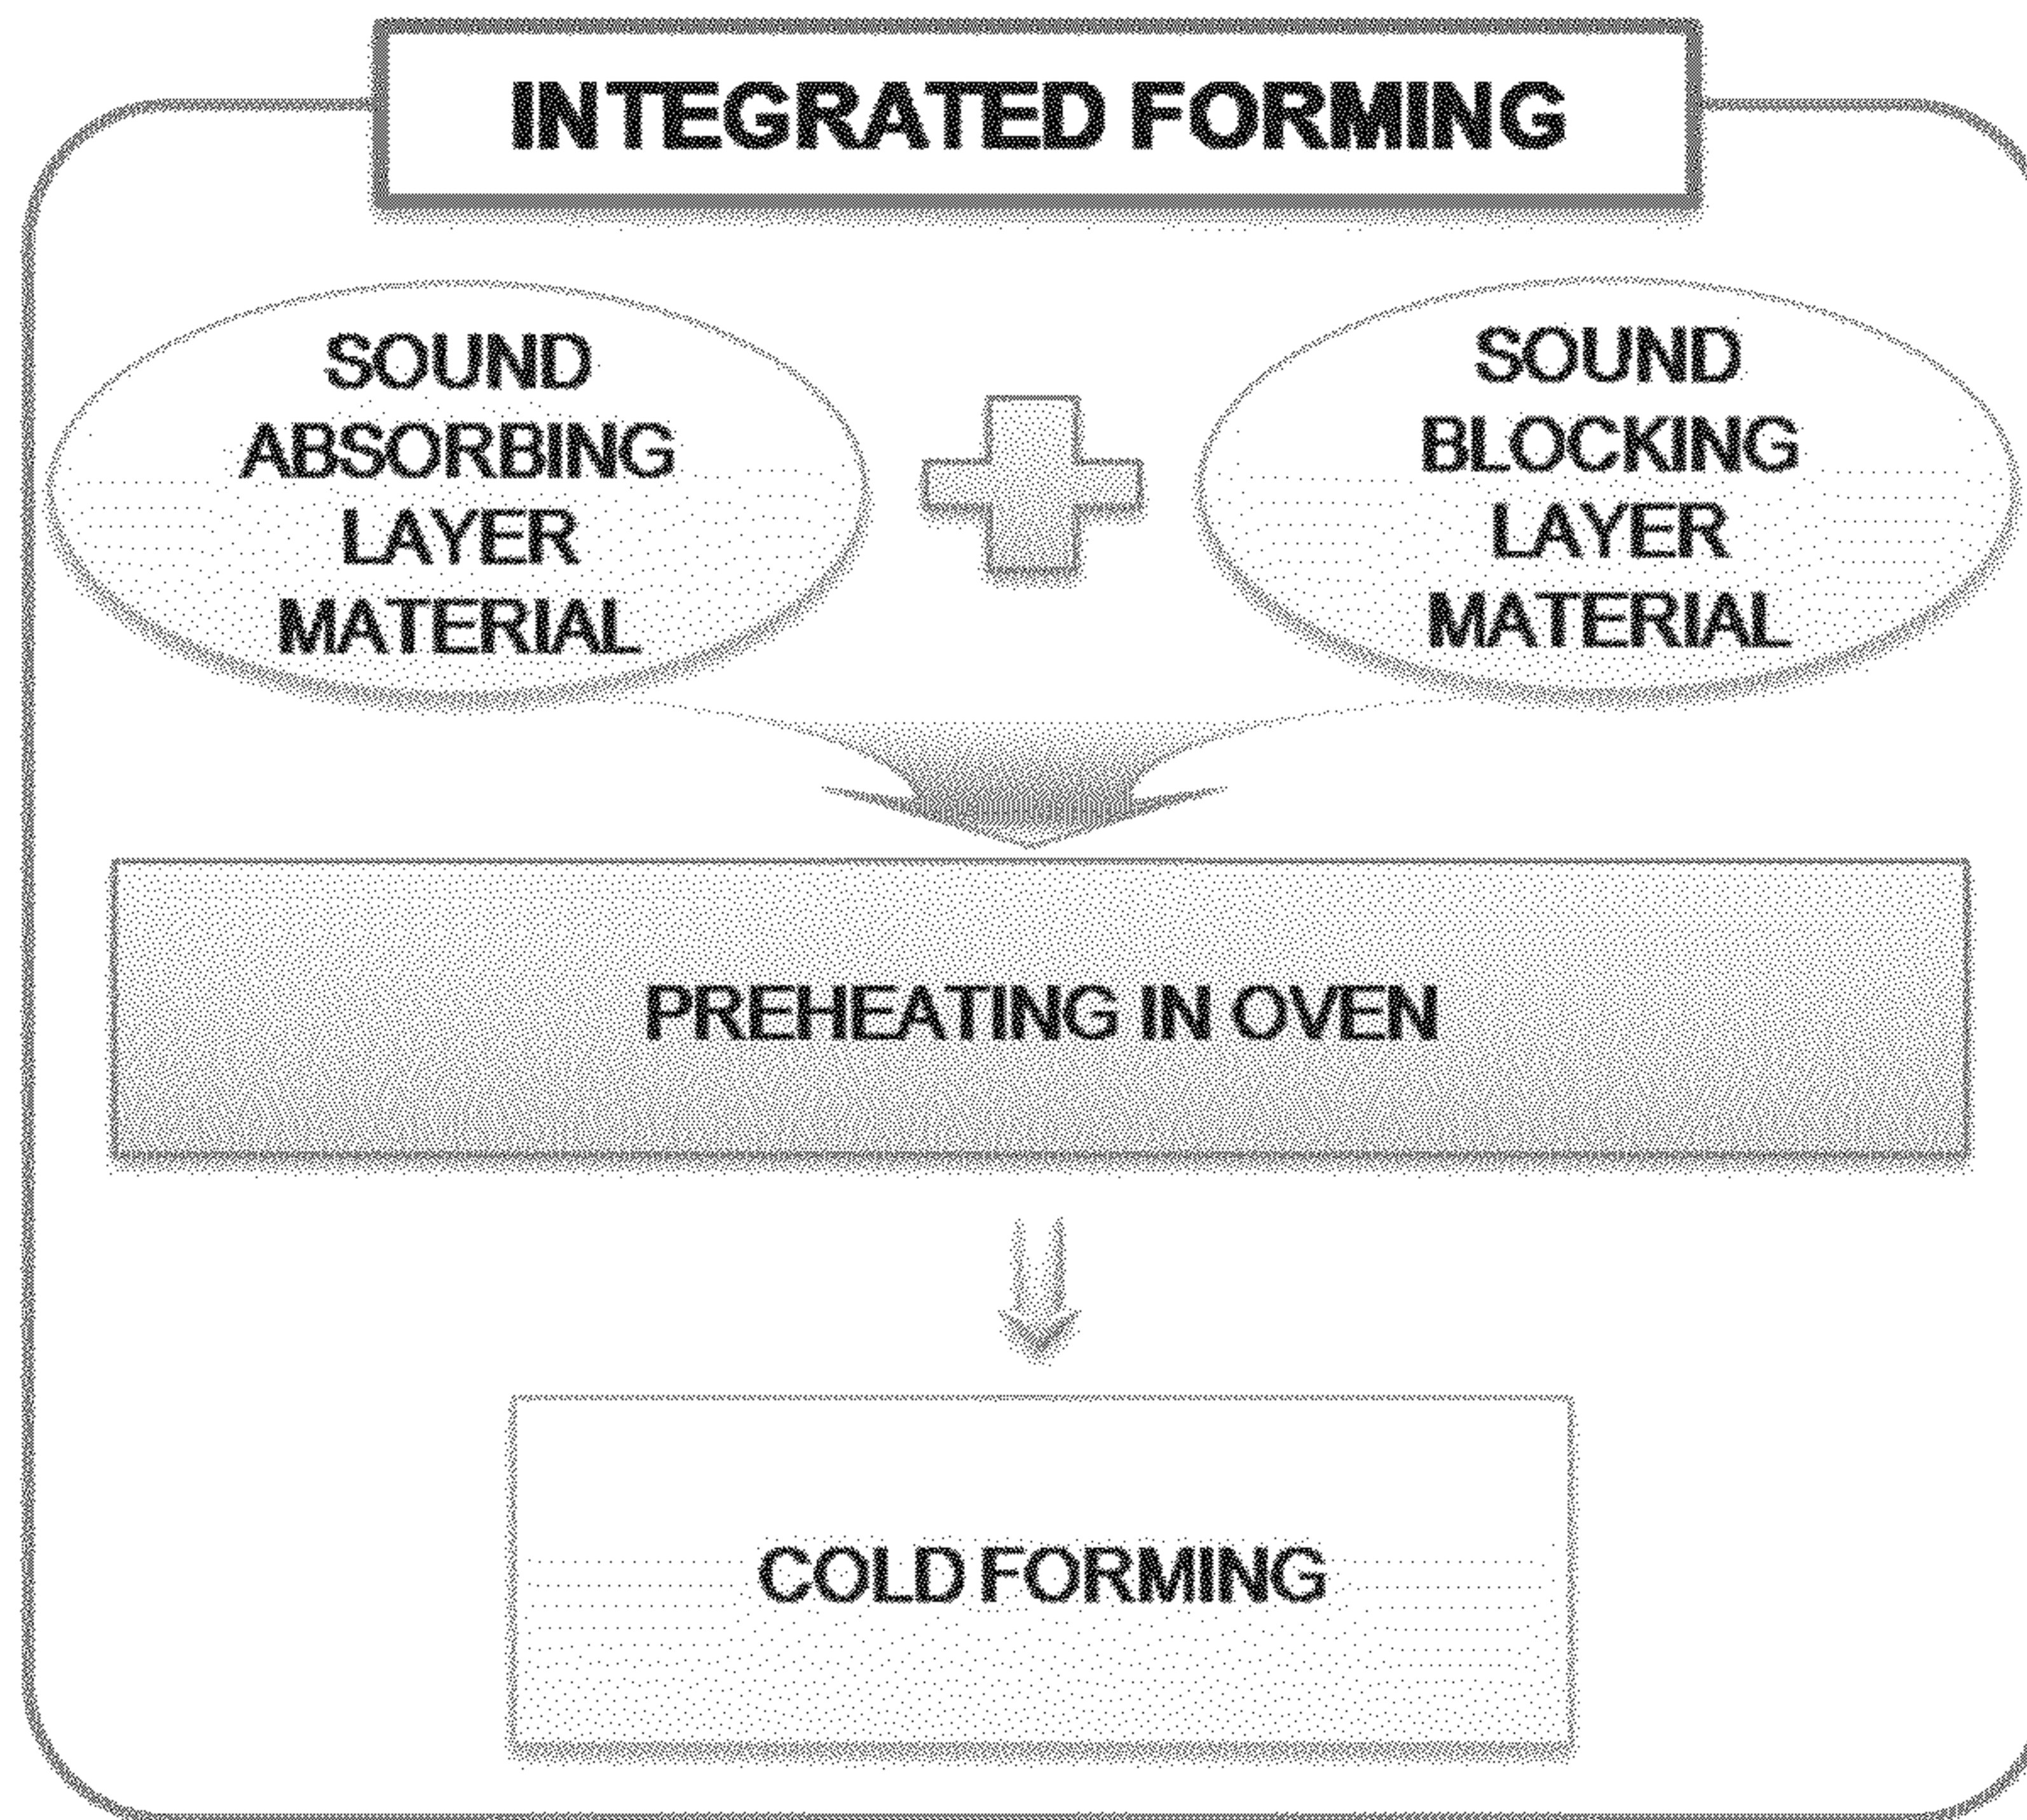 INTEGRATED FORMING
SOUND
ABSORBING
LAYER
MATERIAL
SOUND
BLOCKING
LAYER
MATERIAL
PREHEATING IN OVEN
COLD FORMING